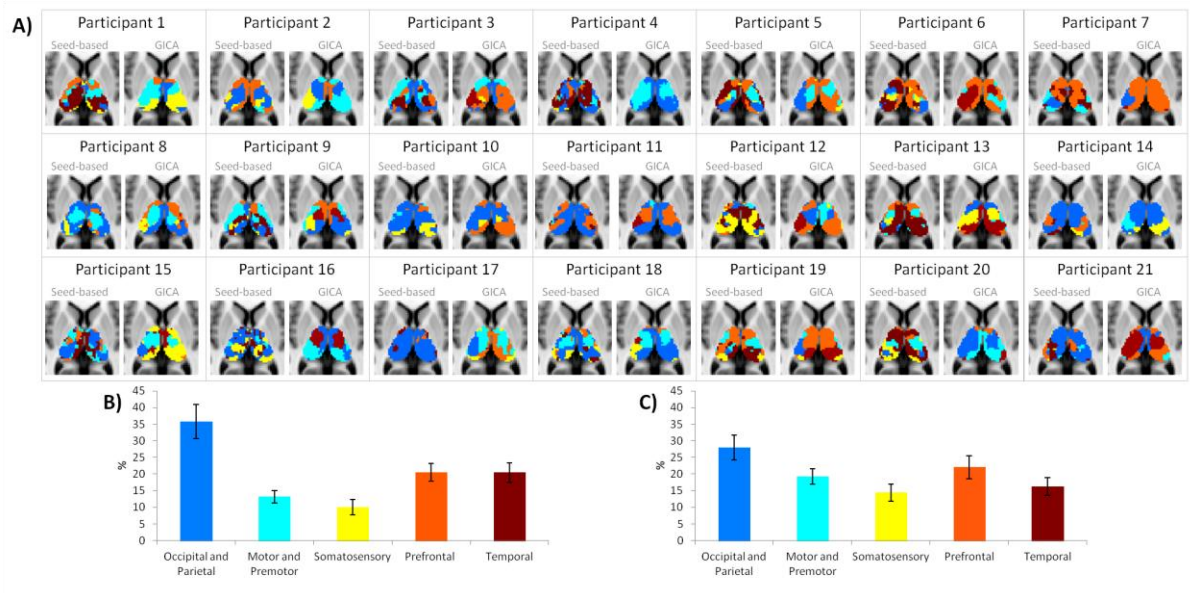 A)
Participant 1 Participant 2 Participant 3 Participant 4 Participant 5 Participant 6 Participant 7
Seed-based GICA Seed-based GICA Seed-based GICA Seed-based GICA Seed-based GICA Seed-based GICA Seed-based GICA
Participant 8 Participant 9 Participant 10 Participant 11 Participant 12 Participant 13 Participant 14
Seed-based GICA Seed-based GICA Seed-based GICA Seed-based GICA Seed-based GICA Seed-based GICA Seed-based GICA
Participant 15 Participant 16 Participant 17 Participant 18 Participant 19 Participant 20 Participant 21
Seed-based GICA Seed-based GICA Seed-based GICA Seed-based GICA Seed-based GICA Seed-based GICA Seed-based GICA
B)
45
40
35
30
25
20
15
10
5
0
%
Occipital and Parietal
Motor and Premotor
Somatosensory
Prefrontal
Temporal
C)
45
40
35
30
25
20
15
10
5
0
%
Occipital and Parietal
Motor and Premotor
Somatosensory
Prefrontal
Temporal